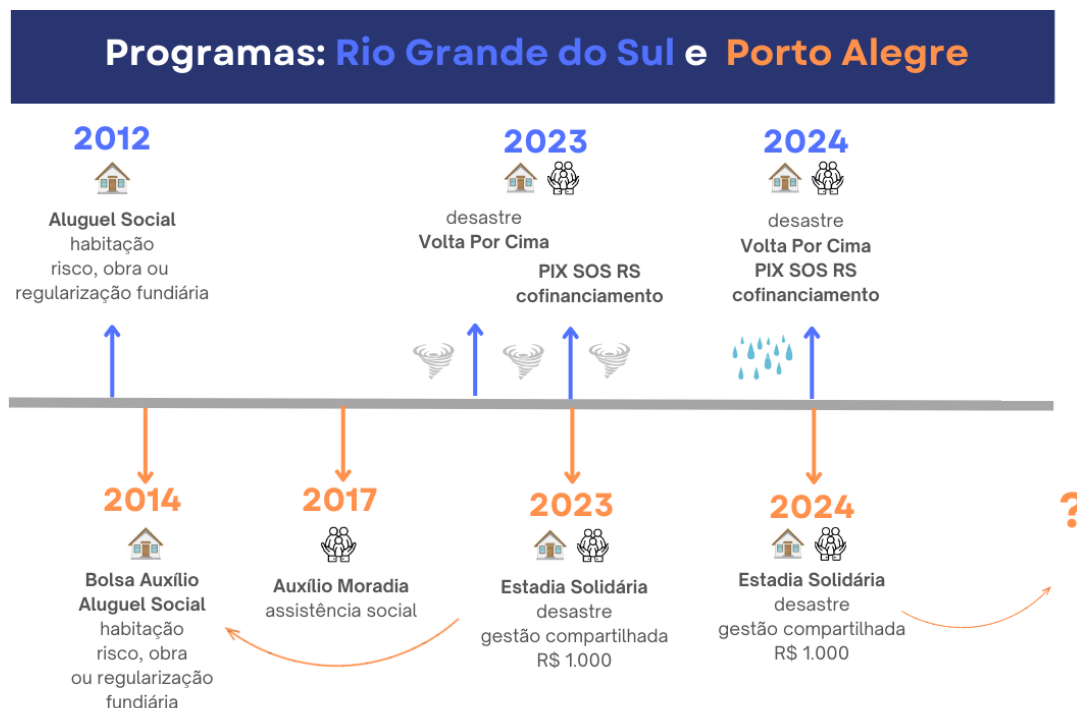 Programas: Rio Grande do Sul e Porto Alegre
2012
Aluguel Social
habitação
risco, obra ou
regularização fundiária
2023
desastre
Volta Por Cima
PIX SOS RS
cofinanciamento
2024
desastre
Volta Por Cima
PIX SOS RS
cofinanciamento
2014
Bolsa Auxílio
Aluguel Social
habitação
risco, obra
ou regularização
fundiária
2017
Auxílio Moradia
assistência social
2023
Estadia Solidária
desastre
gestão compartilhada
R$ 1.000
2024
Estadia Solidária
desastre
gestão compartilhada
R$ 1.000
?